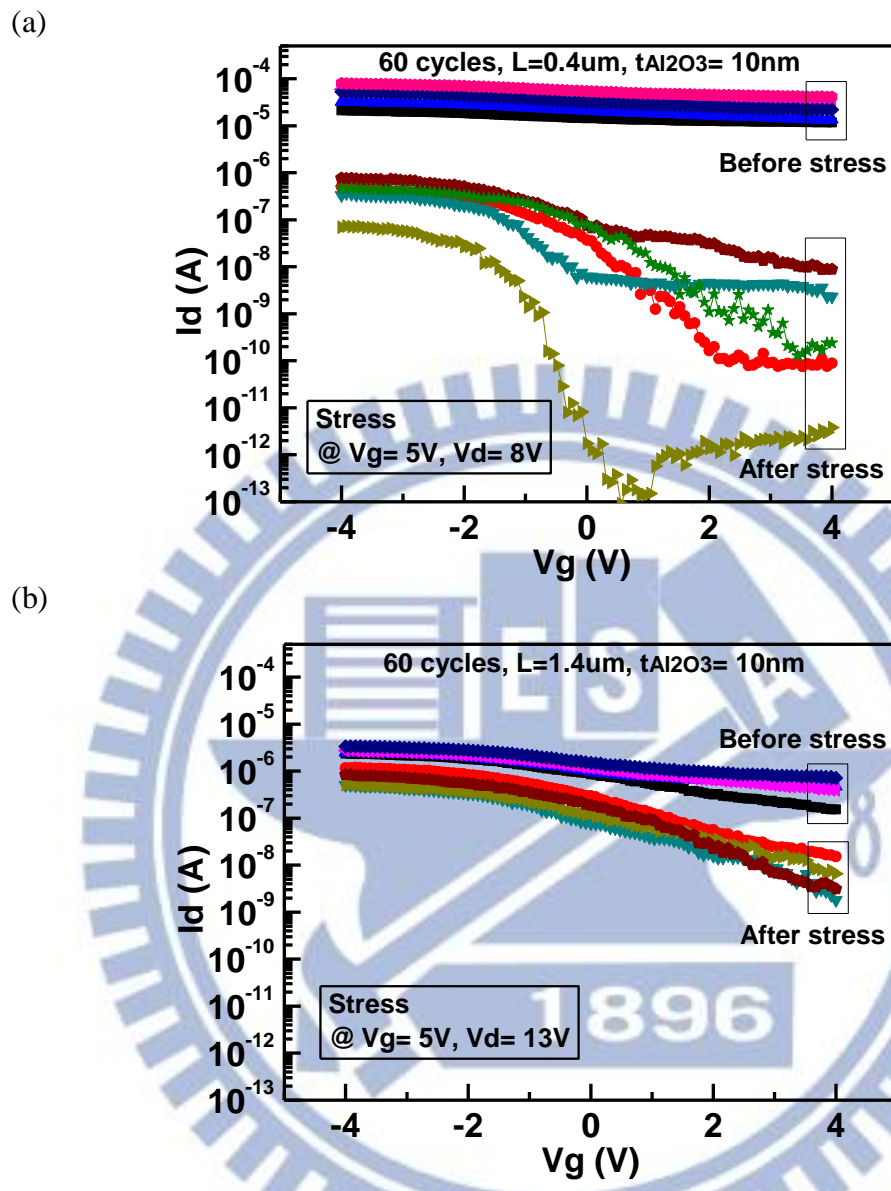 (a)
60 cycles, L=0.4um, tAl2O3= 10nm
10-4
10-5
10-6
10-7
10-8
10-9
10-10
10-11
10-12
10-13
Id (A)
Before stress
Stress
@ Vg= 5V, Vd= 8V
After stress
-4
-2
0
2
4
Vg (V)
(b)
60 cycles, L=1.4um, tAl2O3= 10nm
10-4
10-5
10-6
10-7
10-8
10-9
10-10
10-11
10-12
10-13
Id (A)
Before stress
After stress
Stress
@ Vg= 5V, Vd= 13V
-4
-2
0
2
4
Vg (V)
E S A
1896